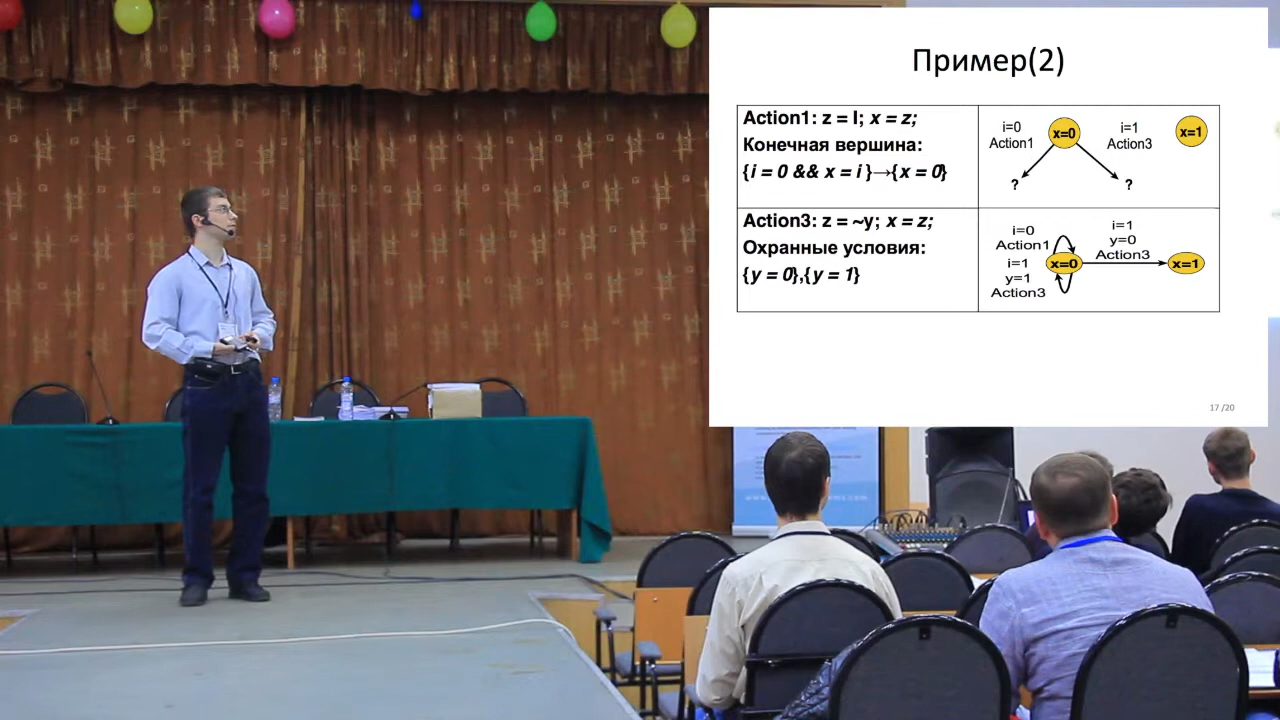 Пример(2)
Action1: z = I; x = z;
Конечная вершина:
{i = 0 && x = i }→{x = 0}
i=0
Action1
x=0
i=1
Action3
x=1
?
?
Action3: z = ~y; x = z;
Охранные условия:
{y = 0},{y = 1}
i=0
Action1
i=1
y=1
Action3
x=0
i=1
y=0
Action3
x=1
17 /20